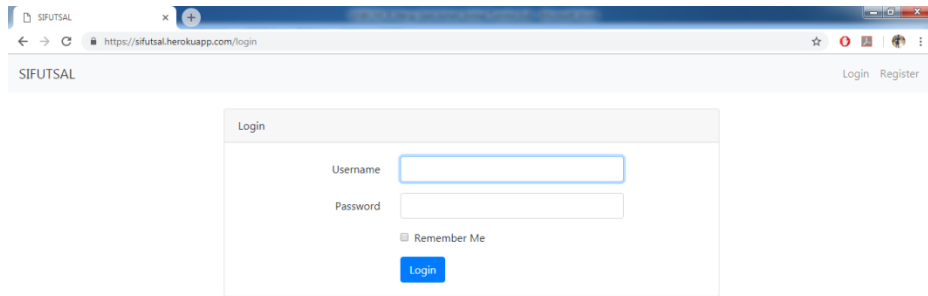 SIFUTSAL
https://sifutsal.herokuapp.com/login
SIFUTSAL
Login Register
Login
Username
Password
Remember Me
Login